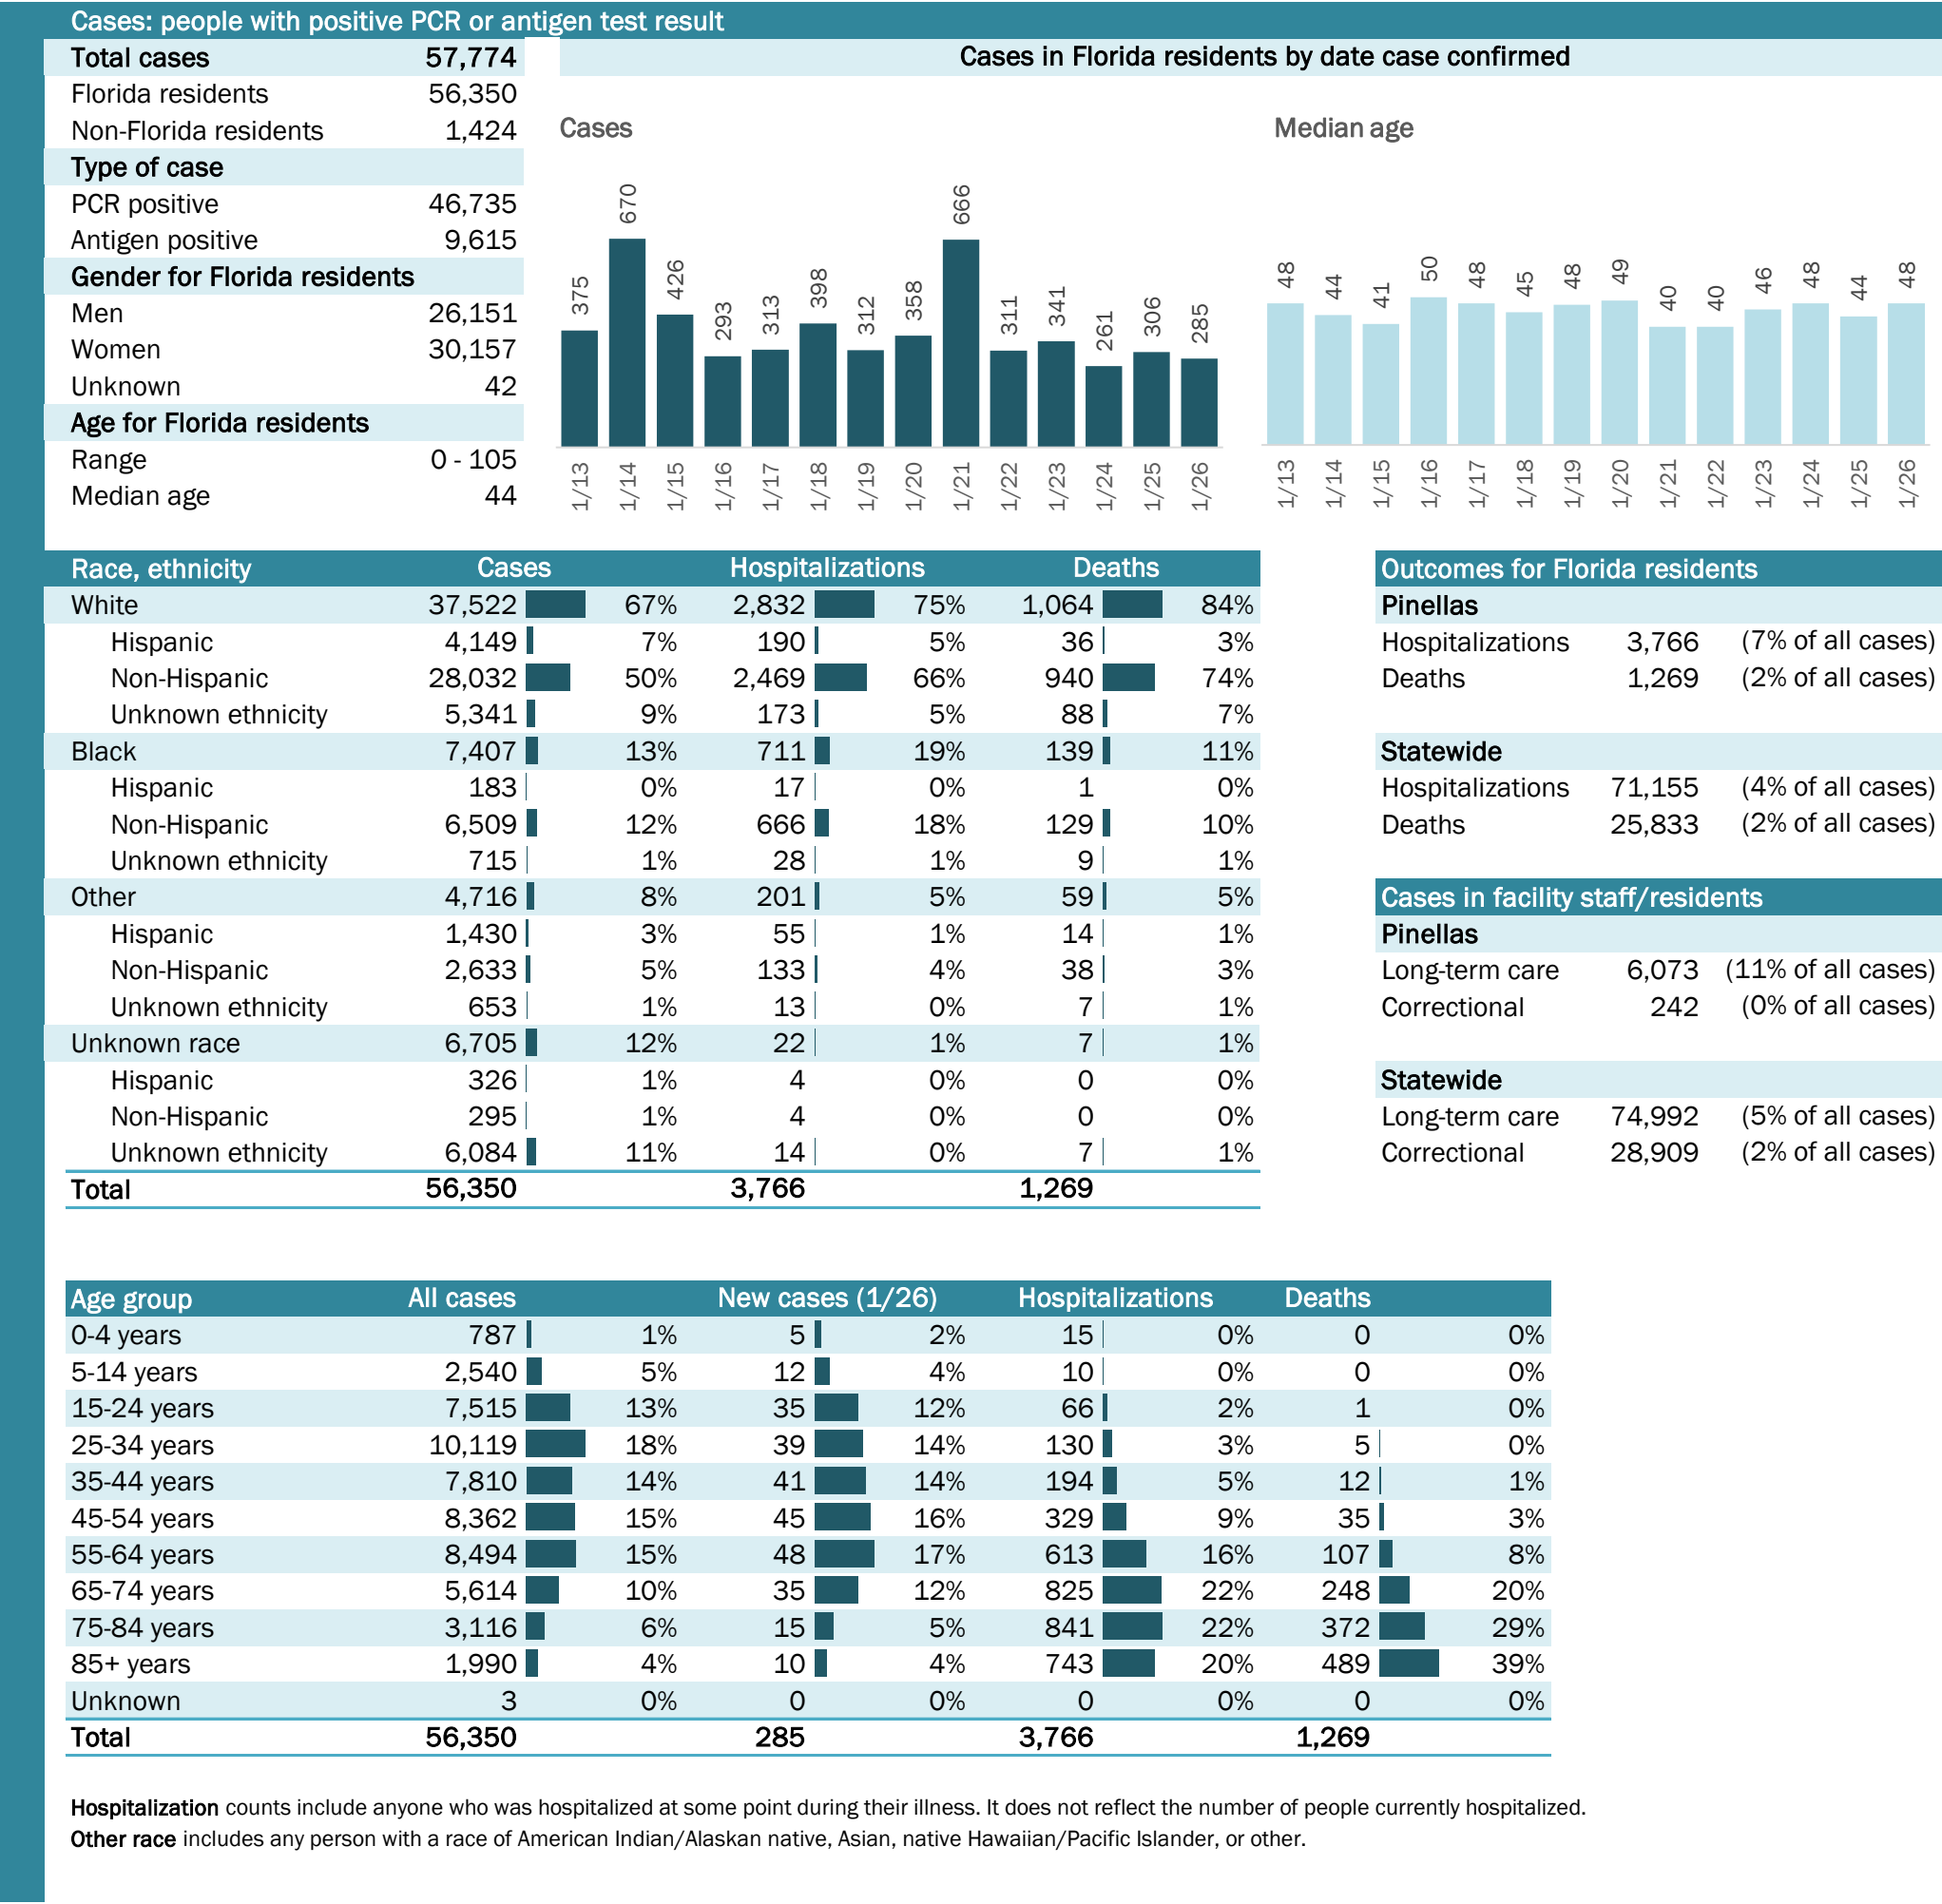 Cases: people with positive PCR or antigen test result
Total cases 57,774
Florida residents 56,350
Non-Florida residents 1,424
Type of case
PCR positive 46,735
Antigen positive 9,615
Gender for Florida residents
Men 26,151
Women 30,157
Unknown 42
Age for Florida residents
Range 0 - 105
Median age 44
Cases in Florida residents by date case confirmed
Cases
375 670 426 293 313 398 312 358 666 311 341 261 306 285
1/13 1/14 1/15 1/16 1/17 1/18 1/19 1/20 1/21 1/22 1/23 1/24 1/25 1/26
Median age
48 44 41 50 48 45 48 49 40 40 46 48 44 48
1/13 1/14 1/15 1/16 1/17 1/18 1/19 1/20 1/21 1/22 1/23 1/24 1/25 1/26
Race, ethnicity Cases Hospitalizations Deaths
White 37,522 67% 2,832 75% 1,064 84%
Hispanic 4,149 7% 190 5% 36 3%
Non-Hispanic 28,032 50% 2,469 66% 940 74%
Unknown ethnicity 5,341 9% 173 5% 88 7%
Black 7,407 13% 711 19% 139 11%
Hispanic 183 0% 17 0% 1 0%
Non-Hispanic 6,509 12% 666 18% 129 10%
Unknown ethnicity 715 1% 28 1% 9 1%
Other 4,716 8% 201 5% 59 5%
Hispanic 1,430 3% 55 1% 14 1%
Non-Hispanic 2,633 5% 133 4% 38 3%
Unknown ethnicity 653 1% 13 0% 7 1%
Unknown race 6,705 12% 22 1% 7 1%
Hispanic 326 1% 4 0% 0 0%
Non-Hispanic 295 1% 4 0% 0 0%
Unknown ethnicity 6,084 11% 14 0% 7 1%
Total 56,350 3,766 1,269
Outcomes for Florida residents
Pinellas
Hospitalizations 3,766 (7% of all cases)
Deaths 1,269 (2% of all cases)
Statewide
Hospitalizations 71,155 (4% of all cases)
Deaths 25,833 (2% of all cases)
Cases in facility staff/residents
Pinellas
Long-term care 6,073 (11% of all cases)
Correctional 242 (0% of all cases)
Statewide
Long-term care 74,992 (5% of all cases)
Correctional 28,909 (2% of all cases)
Age group All cases New cases (1/26) Hospitalizations Deaths
0-4 years 787 1% 5 2% 15 0% 0 0%
5-14 years 2,540 5% 12 4% 10 0% 0 0%
15-24 years 7,515 13% 35 12% 66 2% 1 0%
25-34 years 10,119 18% 39 14% 130 3% 5 0%
35-44 years 7,810 14% 41 14% 194 5% 12 1%
45-54 years 8,362 15% 45 16% 329 9% 35 3%
55-64 years 8,494 15% 48 17% 613 16% 107 8%
65-74 years 5,614 10% 35 12% 825 22% 248 20%
75-84 years 3,116 6% 15 5% 841 22% 372 29%
85+ years 1,990 4% 10 4% 743 20% 489 39%
Unknown 3 0% 0 0% 0 0% 0 0%
Total 56,350 285 3,766 1,269
Hospitalization counts include anyone who was hospitalized at some point during their illness. It does not reflect the number of people currently hospitalized.
Other race includes any person with a race of American Indian/Alaskan native, Asian, native Hawaiian/Pacific Islander, or other.